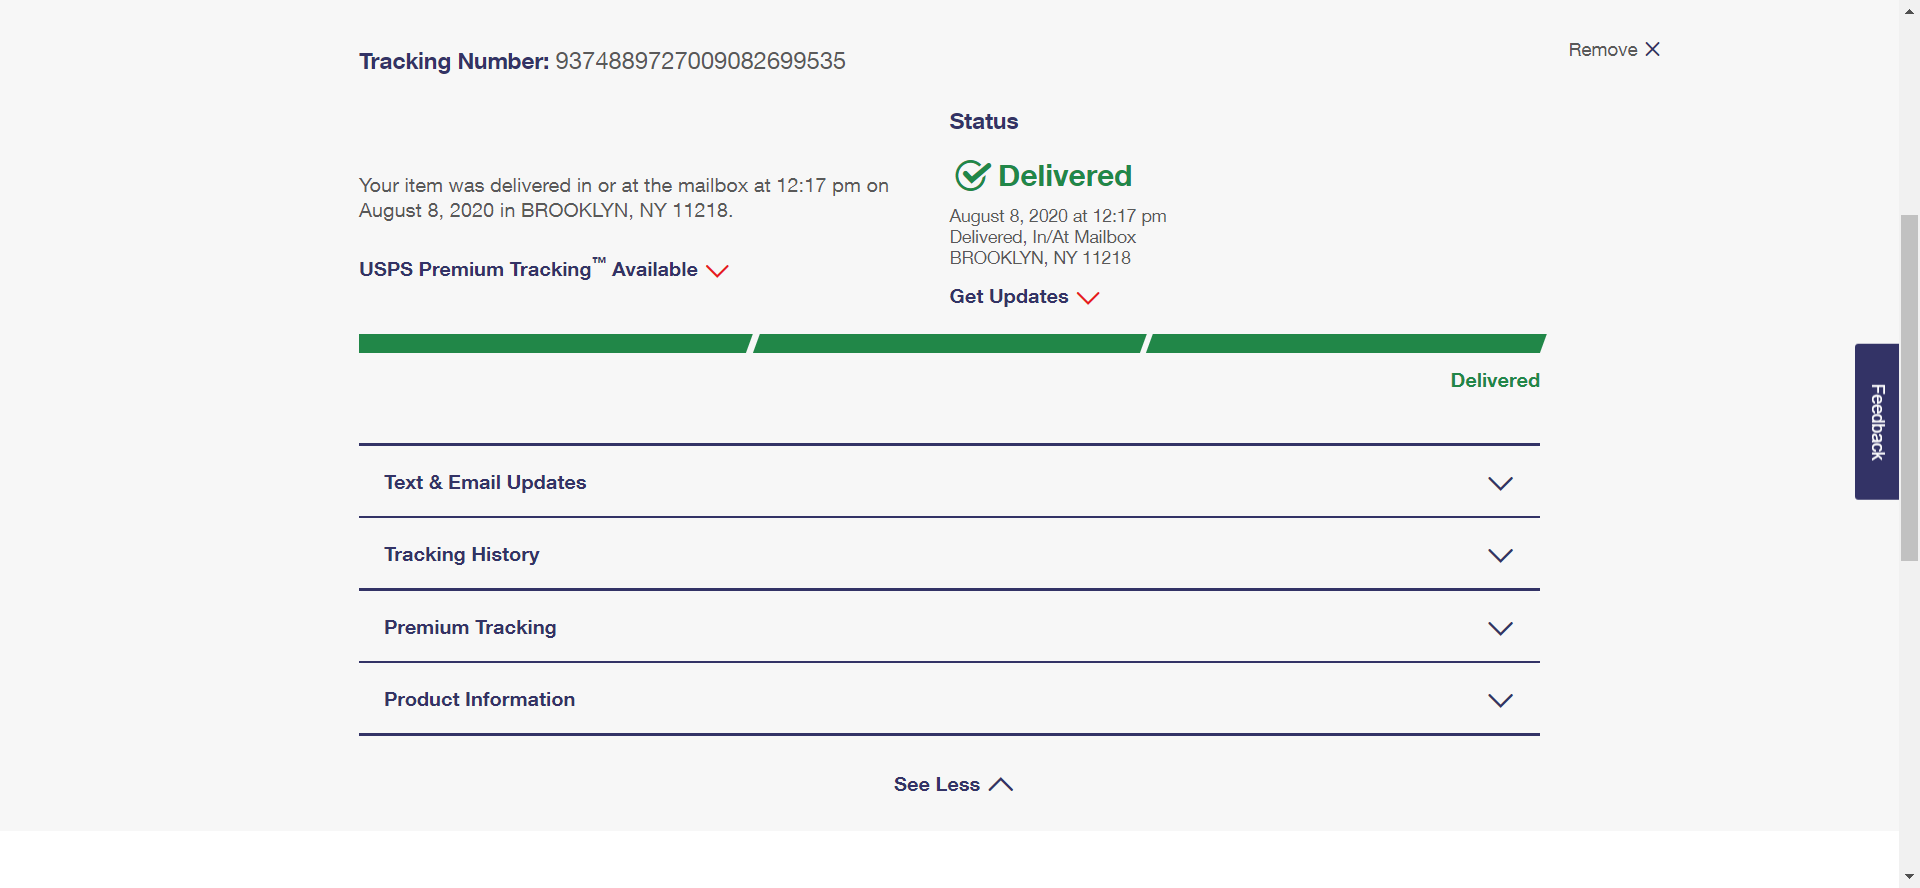 Tracking Number: 9374889727009082699535
Remove
Your item was delivered in or at the mailbox at 12:17 pm on
August 8, 2020 in BROOKLYN, NY 11218.
USPS Premium Tracking™ Available
Status
Delivered
August 8, 2020 at 12:17 pm
Delivered, In/At Mailbox
BROOKLYN, NY 11218
Get Updates
Delivered
Feedback
Text & Email Updates
Tracking History
Premium Tracking
Product Information
See Less